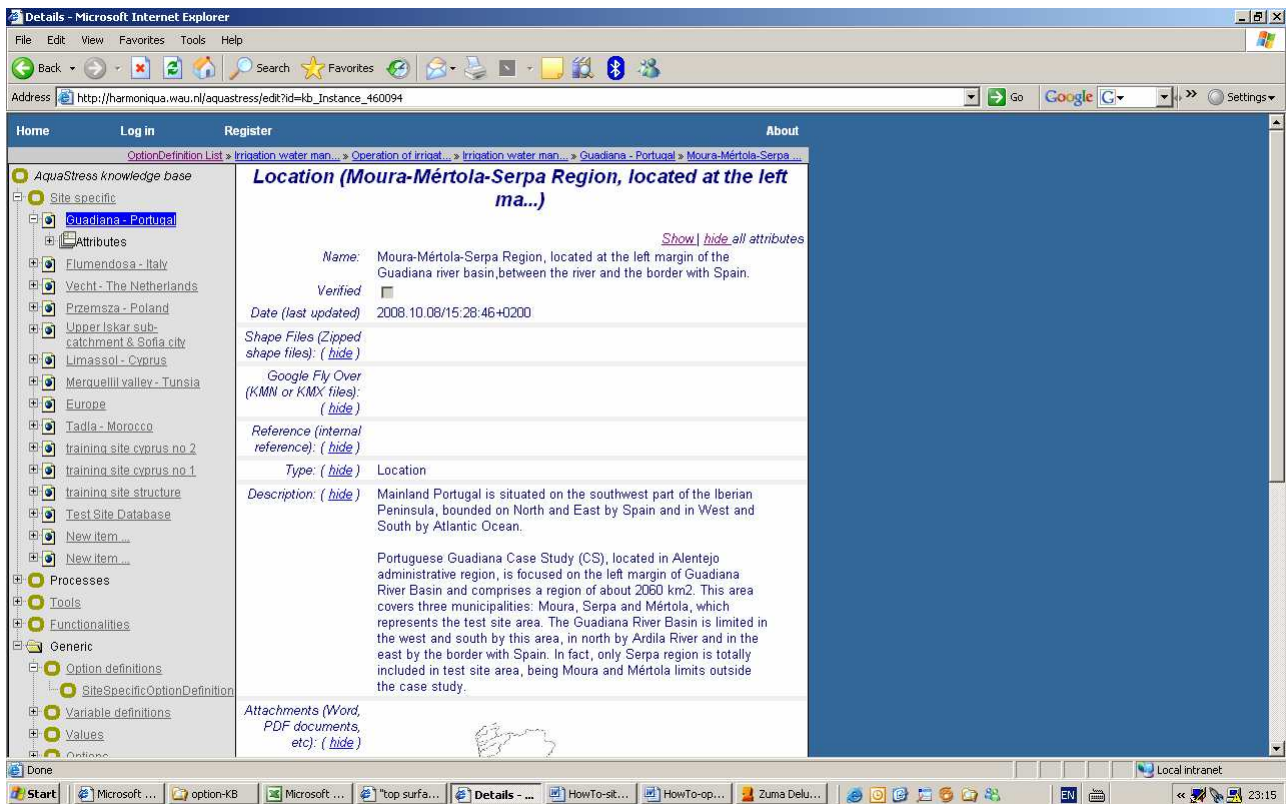 Details - Microsoft Internet Explorer
File Edit View Favorites Tools Help
Back Search Favorites
Address http://harmoniqua.wau.nl/aquastress/edit?id=kb_Instance_460094 Go Google G Settings
Home Log in Register About
OptionDefinition List » Irrigation water man... » Operation of irrigat... » Irrigation water man... » Guadiana - Portugal » Moura-Mértola-Serpa ...
AquaStress knowledge base
Site specific
Guadiana - Portugal
Attributes
Flumendosa - Italy
Vecht - The Netherlands
Przemsza - Poland
Upper Iskar sub-
catchment & Sofia city
Limassol - Cyprus
Merguellil valley - Tunsia
Europe
Tadla - Morocco
training site cyprus no 2
training site cyprus no 1
training site structure
Test Site Database
New item ...
New item ...
Processes
Tools
Functionalities
Generic
Option definitions
SiteSpecificOptionDefinition
Variable definitions
Values
Options
Location (Moura-Mértola-Serpa Region, located at the left
ma...)
Show | hide all attributes
Name: Moura-Mértola-Serpa Region, located at the left margin of the
Guadiana river basin,between the river and the border with Spain.
Verified
Date (last updated) 2008.10.08/15:28:46+0200
Shape Files (Zipped
shape files): ( hide )
Google Fly Over
(KMN or KMX files):
( hide )
Reference (internal
reference): ( hide )
Type: ( hide ) Location
Description: ( hide ) Mainland Portugal is situated on the southwest part of the Iberian
Peninsula, bounded on North and East by Spain and in West and
South by Atlantic Ocean.
Portuguese Guadiana Case Study (CS), located in Alentejo
administrative region, is focused on the left margin of Guadiana
River Basin and comprises a region of about 2060 km2. This area
covers three municipalities: Moura, Serpa and Mértola, which
represents the test site area. The Guadiana River Basin is limited in
the west and south by this area, in north by Ardila River and in the
east by the border with Spain. In fact, only Serpa region is totally
included in test site area, being Moura and Mértola limits outside
the case study.
Attachments (Word,
PDF documents,
etc): ( hide )
Done Local intranet
Start Microsoft ... option-KB Microsoft ... "top surfa... Details - ... HowTo-sit... HowTo-op... Zuma Delu... EN 23:15